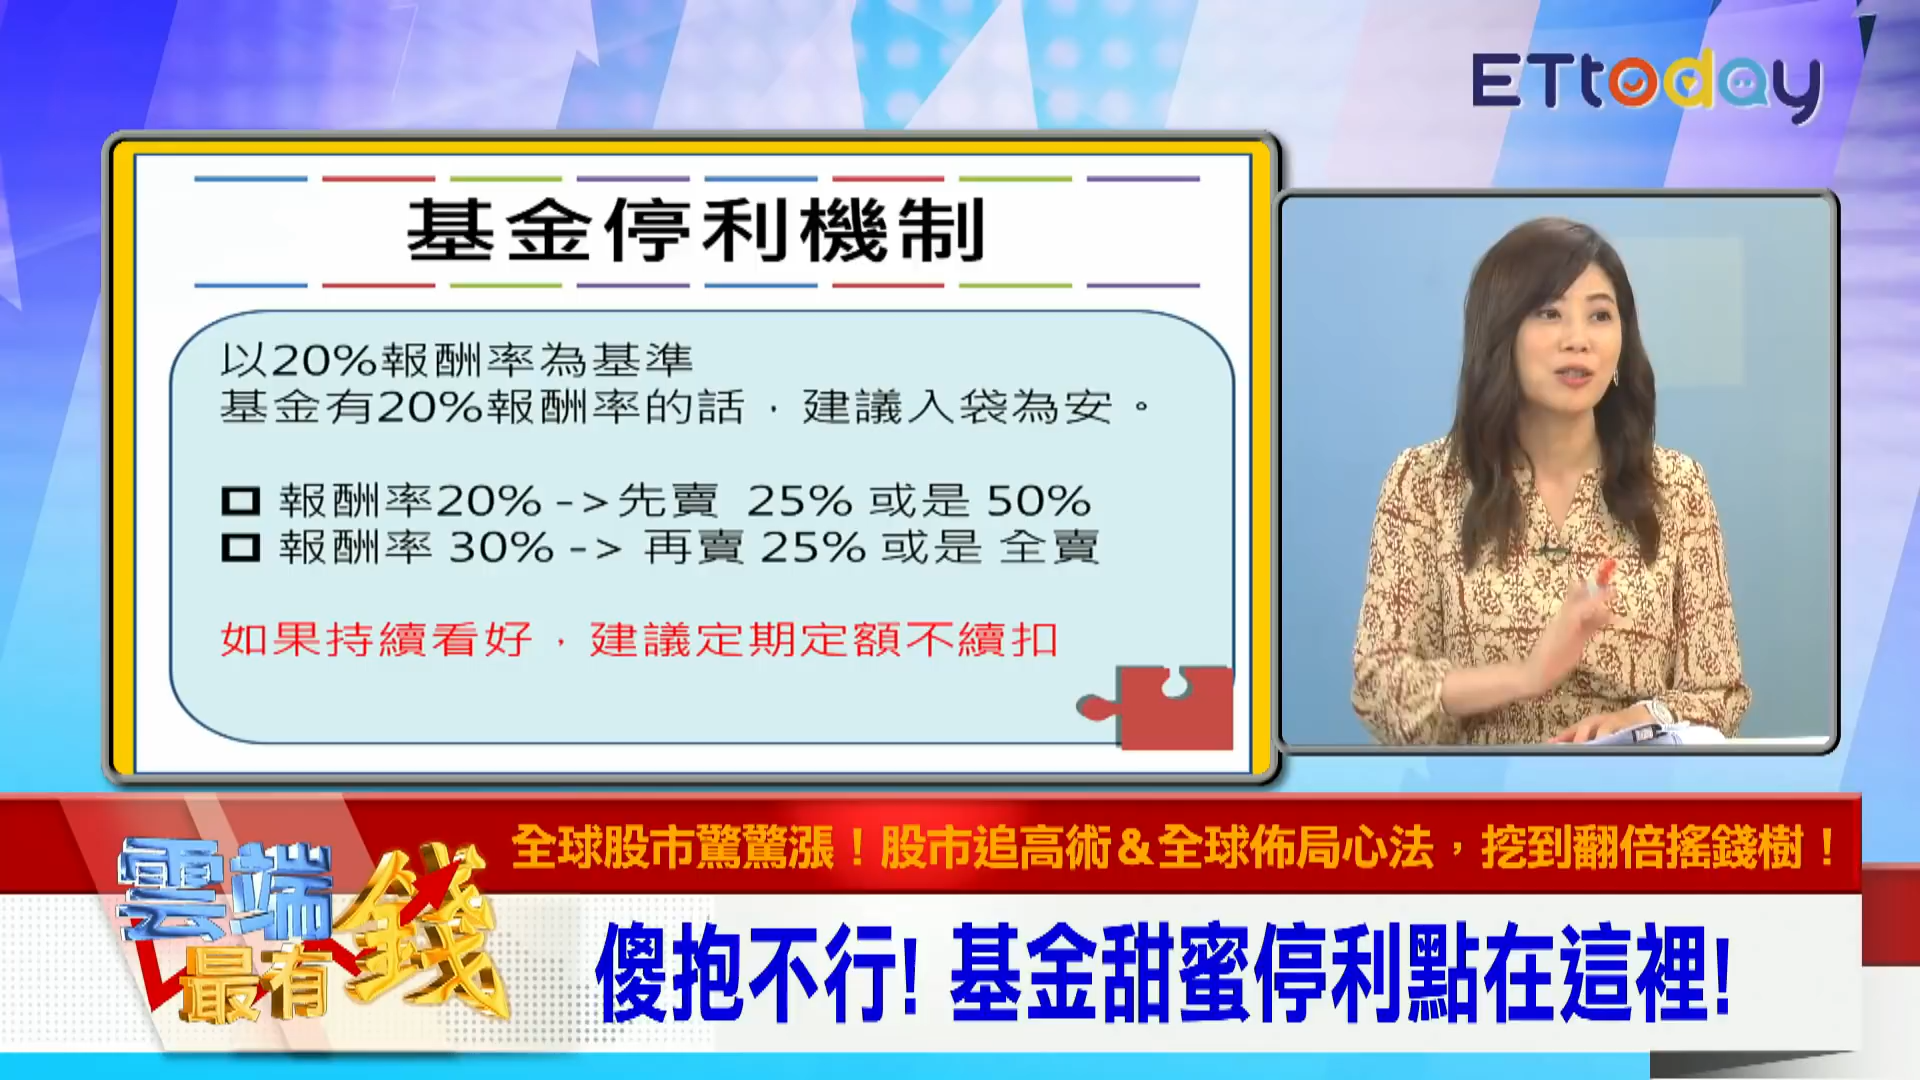 ETtoday
基金停利機制
以20%報酬率為基準
基金有20%報酬率的話，建議入袋為安。
報酬率20% -> 先賣 25% 或是 50%
報酬率 30% -> 再賣 25% 或是 全賣
如果持續看好，建議定期定額不續扣
全球股市驚驚漲！股市追高術＆全球佈局心法，挖到翻倍搖錢樹！
雲端最有錢
傻抱不行! 基金甜蜜停利點在這裡!